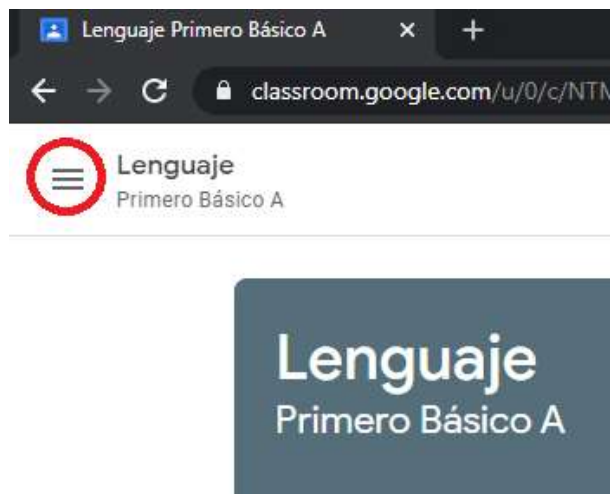 Lenguaje Primero Básico A
classroom.google.com/u/0/c/NTM
Lenguaje
Primero Básico A
Lenguaje
Primero Básico A